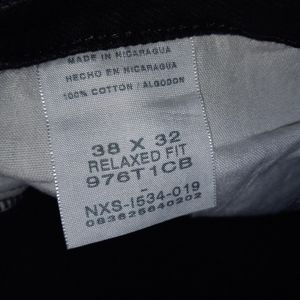 MADE IN NICARAGUA
HECHO EN NICARAGUA
100% COTTON / ALGODON
38 X 32
RELAXED FIT
976T1CB
-
NXS-I534-019
083625640202